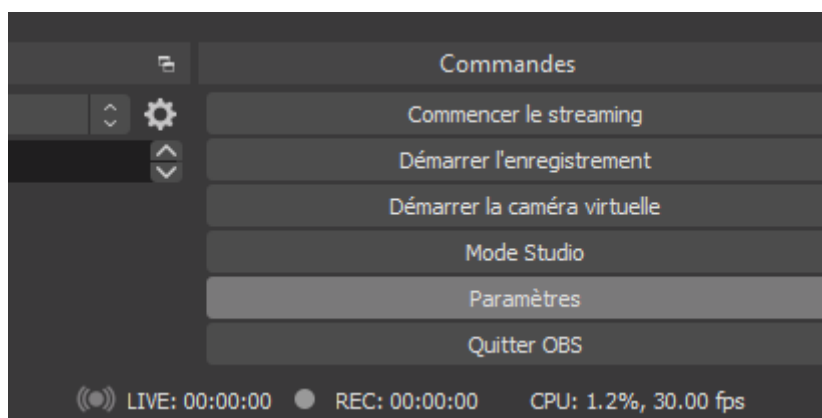 Commandes
Commencer le streaming
Démarrer l'enregistrement
Démarrer la caméra virtuelle
Mode Studio
Paramètres
Quitter OBS
LIVE: 00:00:00 REC: 00:00:00 CPU: 1.2%, 30.00 fps